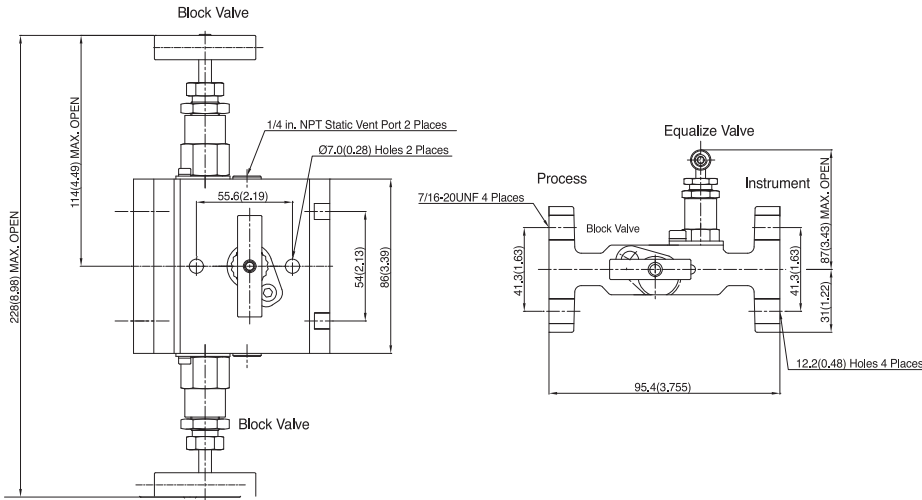 Block Valve
228(8.98) MAX. OPEN
114(4.49) MAX. OPEN
1/4 in. NPT Static Vent Port 2 Places
Ø7.0(0.28) Holes 2 Places
55.6(2.19)
54(2.13)
86(3.39)
Block Valve
Equalize Valve
Process
Instrument
7/16-20UNF 4 Places
Block Valve
41.3(1.63)
41.3(1.63)
87(3.43) MAX. OPEN
31(1.22)
12.2(0.48) Holes 4 Places
95.4(3.755)